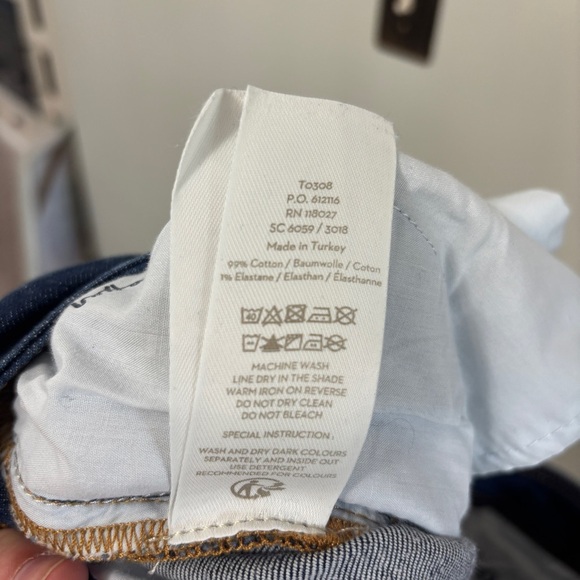 T0308
P.O. 612116
RN 118027
SC 6059 / 3018
Made in Turkey
99% Cotton / Baumwolle / Coton
1% Elastane / Elasthan / Élasthanne
40
MACHINE WASH
LINE DRY IN THE SHADE
WARM IRON ON REVERSE
DO NOT DRY CLEAN
DO NOT BLEACH
SPECIAL INSTRUCTION :
WASH AND DRY DARK COLOURS
SEPARATELY AND INSIDE OUT
USE DETERGENT
RECOMMENDED FOR COLOURS